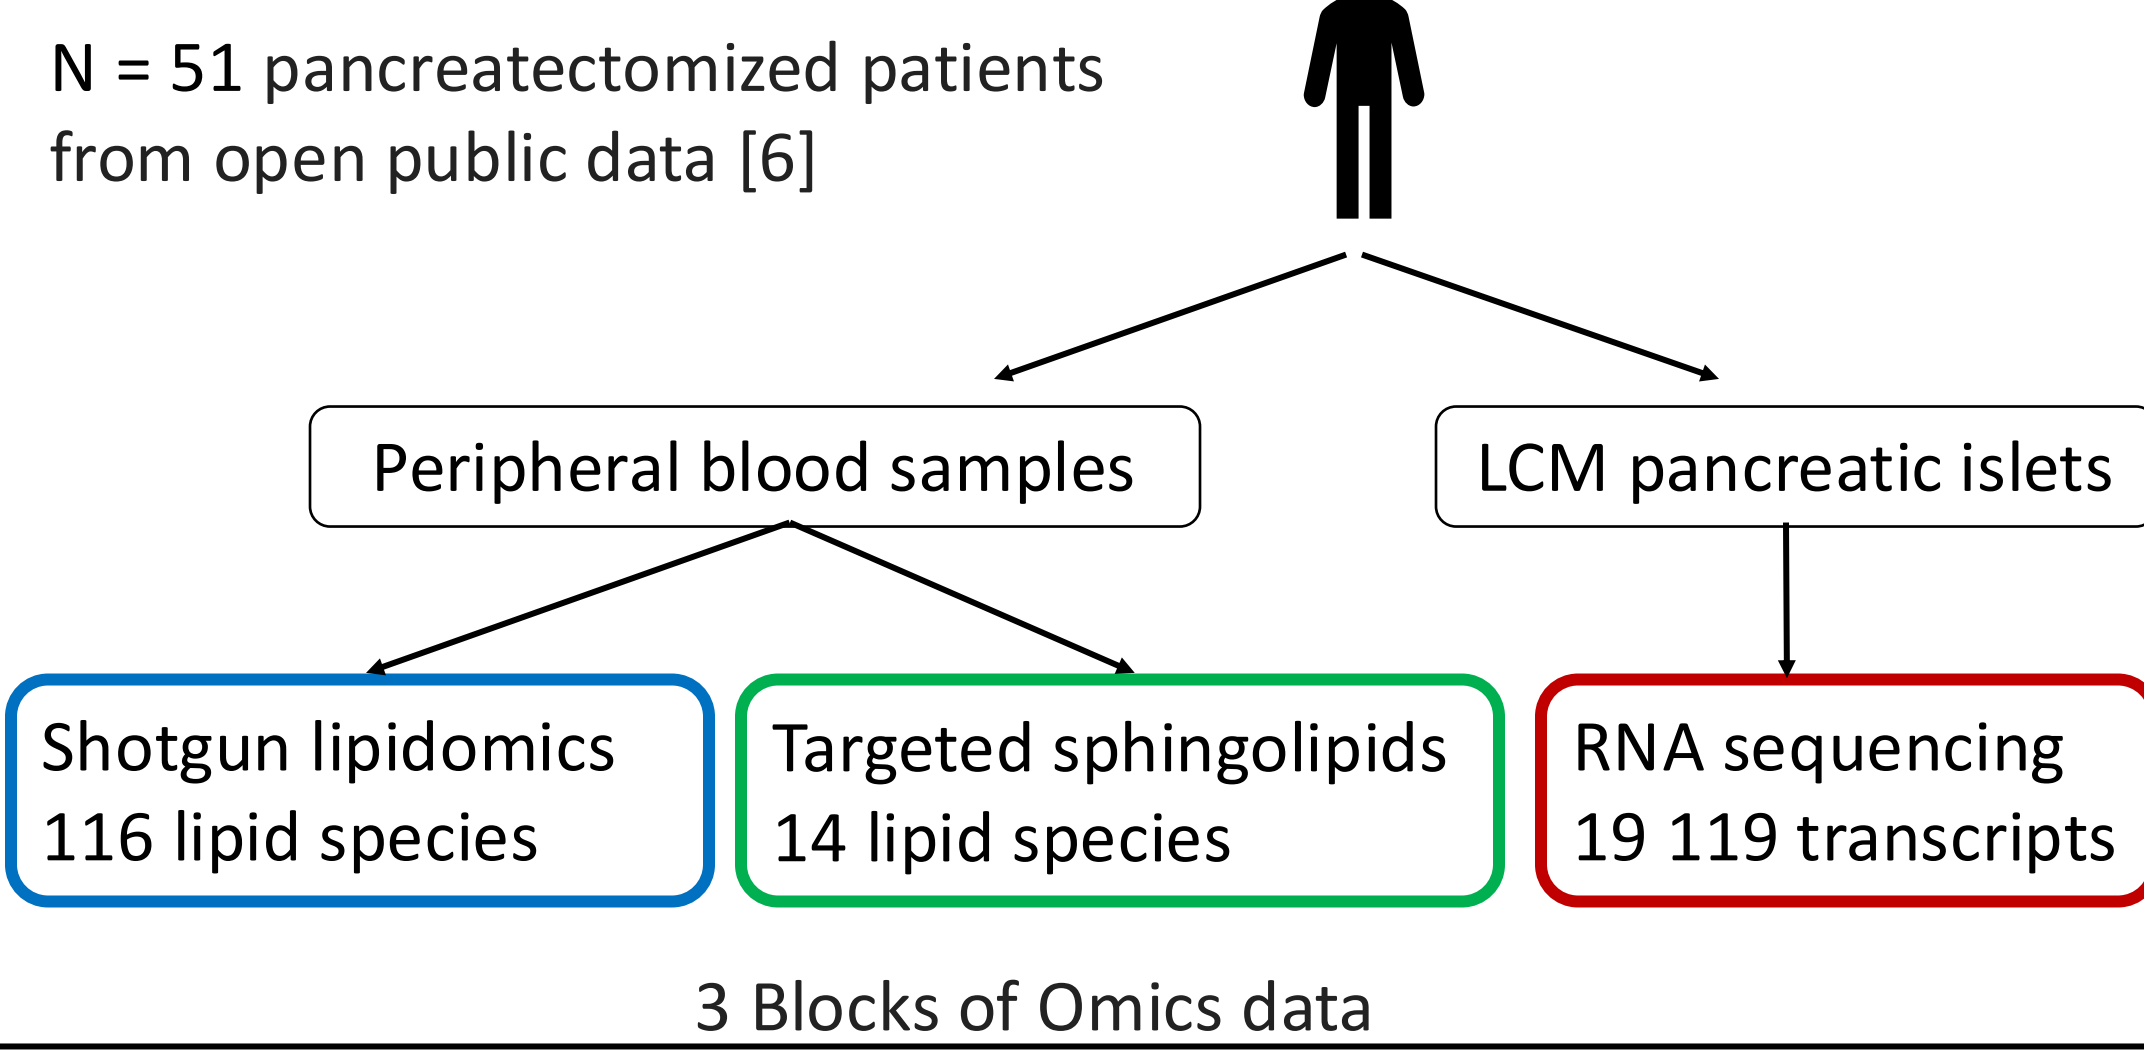 N = 51 pancreatectomized patients
from open public data [6]
Peripheral blood samples
LCM pancreatic islets
Shotgun lipidomics
116 lipid species
Targeted sphingolipids
14 lipid species
RNA sequencing
19 119 transcripts
3 Blocks of Omics data